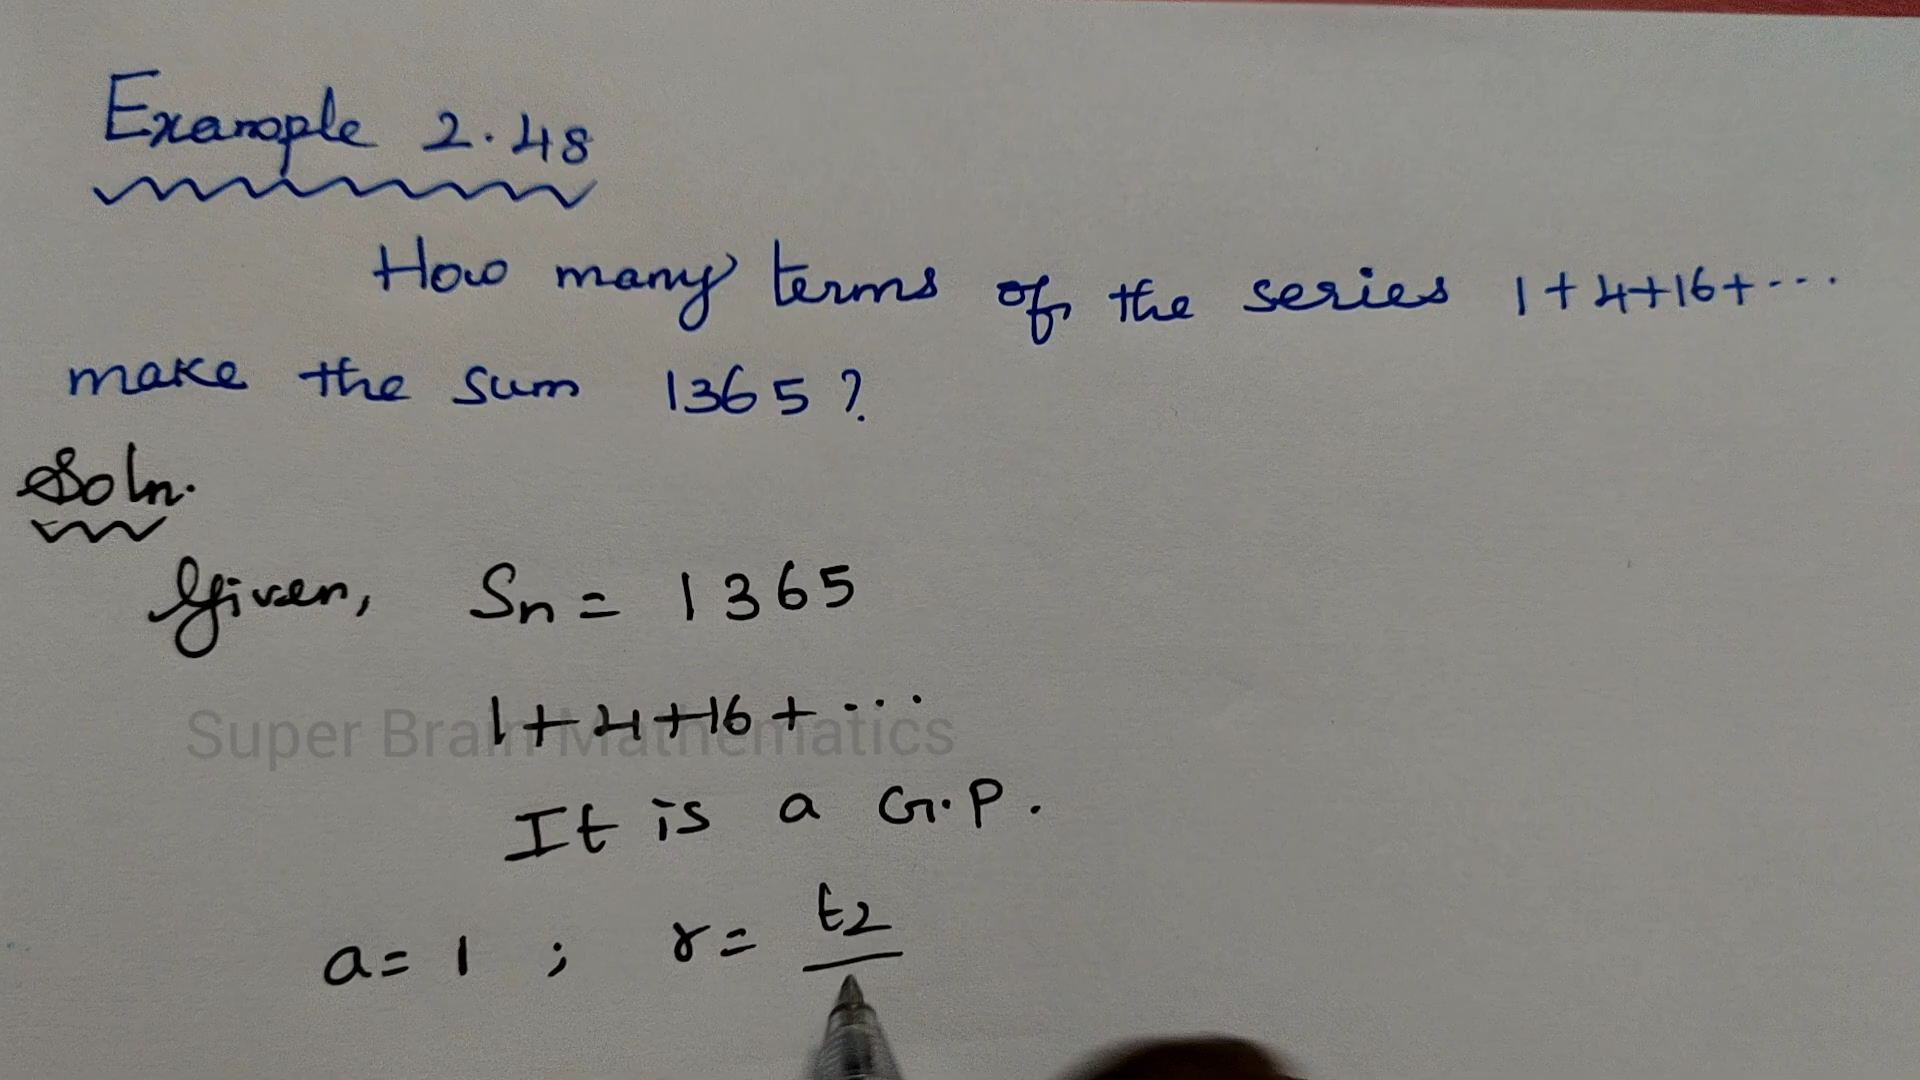 Example 2.48
How many terms of the series 1+4+16+...
make the sum 1365?
Soln.
Given, Sn = 1365
1+4+16+...
Super Brain Mathematics
It is a G.P.
a = 1 ; r = t2